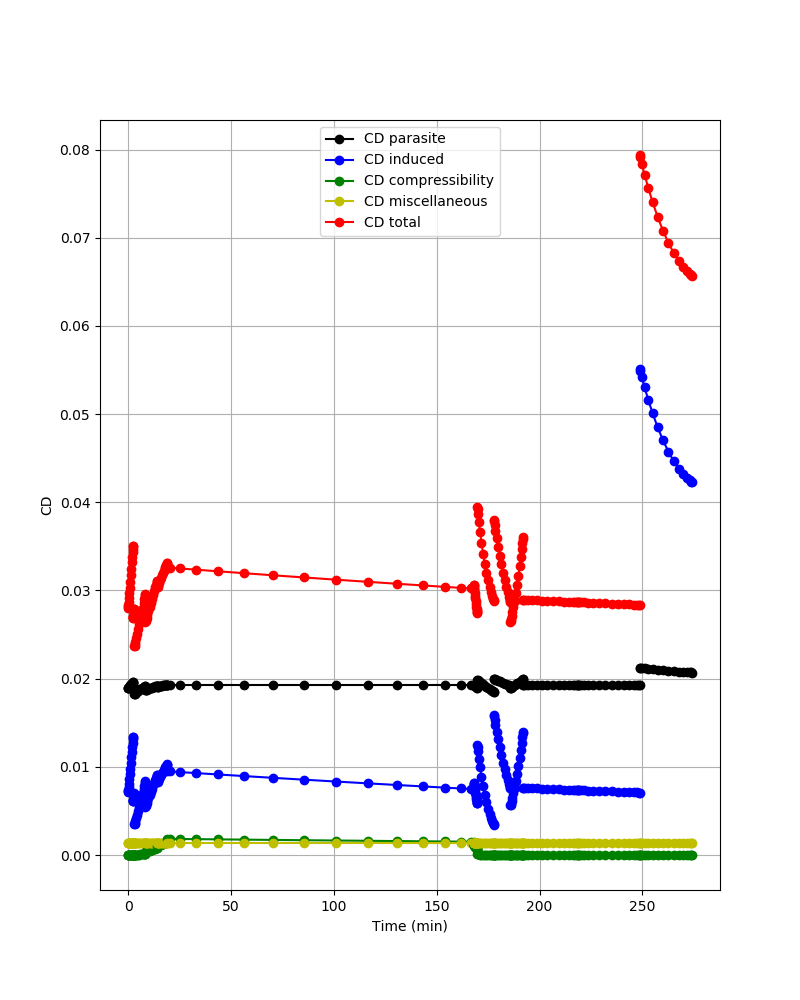 CD parasite
CD induced
CD compressibility
CD miscellaneous
CD total
0.08
0.07
0.06
0.05
0.04
0.03
0.02
0.01
0.00
CD
0 50 100 150 200 250
Time (min)